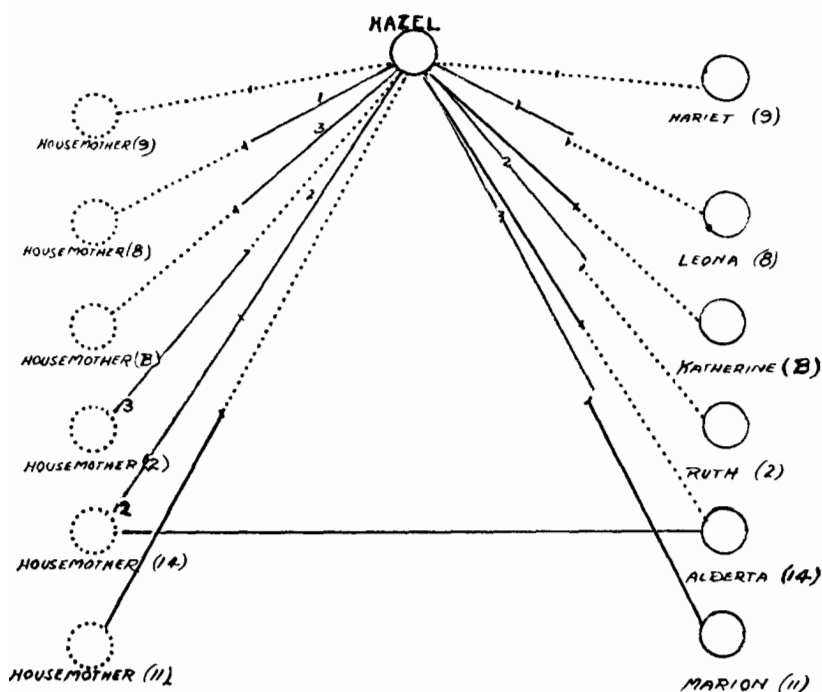 HAZEL
HOUSEMOTHER (9)
HARIET (9)
1
3
2
2
3
HOUSEMOTHER (8)
LEONA (8)
HOUSEMOTHER (B)
KATHERINE (B)
3
HOUSEMOTHER (2)
RUTH (2)
2
HOUSEMOTHER (14)
ALBERTA (14)
HOUSEMOTHER (11)
MARION (11)